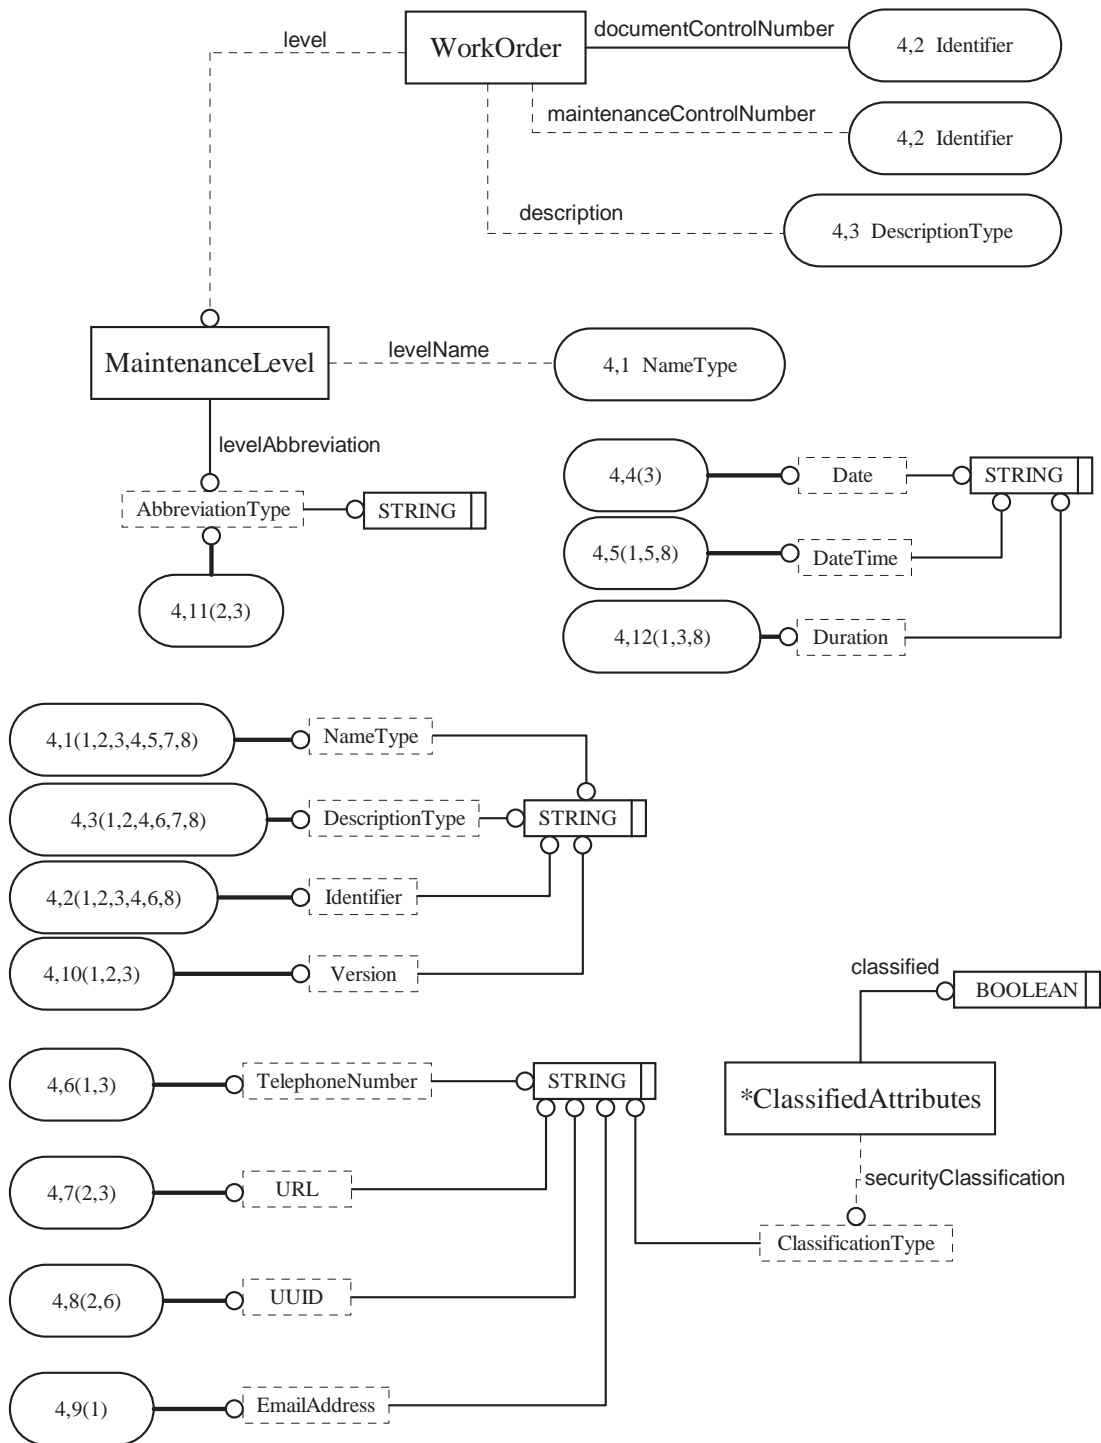 level
WorkOrder
documentControlNumber
4,2 Identifier
maintenanceControlNumber
4,2 Identifier
description
4,3 DescriptionType
MaintenanceLevel
levelName
4,1 NameType
levelAbbreviation
AbbreviationType
STRING
4,11(2,3)
4,4(3)
Date
STRING
4,5(1,5,8)
DateTime
4,12(1,3,8)
Duration
4,1(1,2,3,4,5,7,8)
NameType
4,3(1,2,4,6,7,8)
DescriptionType
STRING
4,2(1,2,3,4,6,8)
Identifier
4,10(1,2,3)
Version
classified
BOOLEAN
4,6(1,3)
TelephoneNumber
STRING
*ClassifiedAttributes
4,7(2,3)
URL
securityClassification
ClassificationType
4,8(2,6)
UUID
4,9(1)
EmailAddress